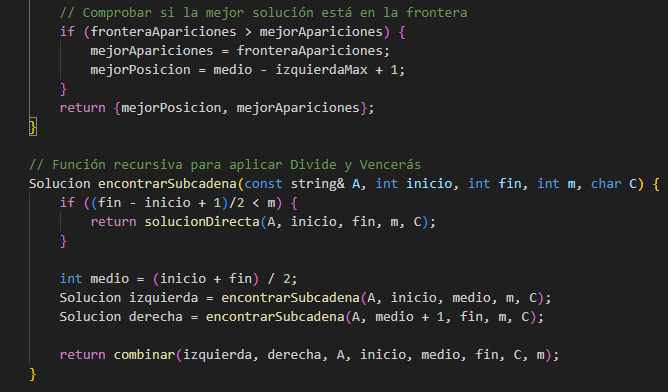 // Comprobar si la mejor solución está en la frontera
if (fronteraApariciones > mejorApariciones) {
mejorApariciones = fronteraApariciones;
mejorPosicion = medio - izquierdaMax + 1;
}
return {mejorPosicion, mejorApariciones};
}
// Función recursiva para aplicar Divide y Vencerás
Solucion encontrarSubcadena(const string& A, int inicio, int fin, int m, char C) {
if ((fin - inicio + 1)/2 < m) {
return solucionDirecta(A, inicio, fin, m, C);
}
int medio = (inicio + fin) / 2;
Solucion izquierda = encontrarSubcadena(A, inicio, medio, m, C);
Solucion derecha = encontrarSubcadena(A, medio + 1, fin, m, C);
return combinar(izquierda, derecha, A, inicio, medio, fin, C, m);
}